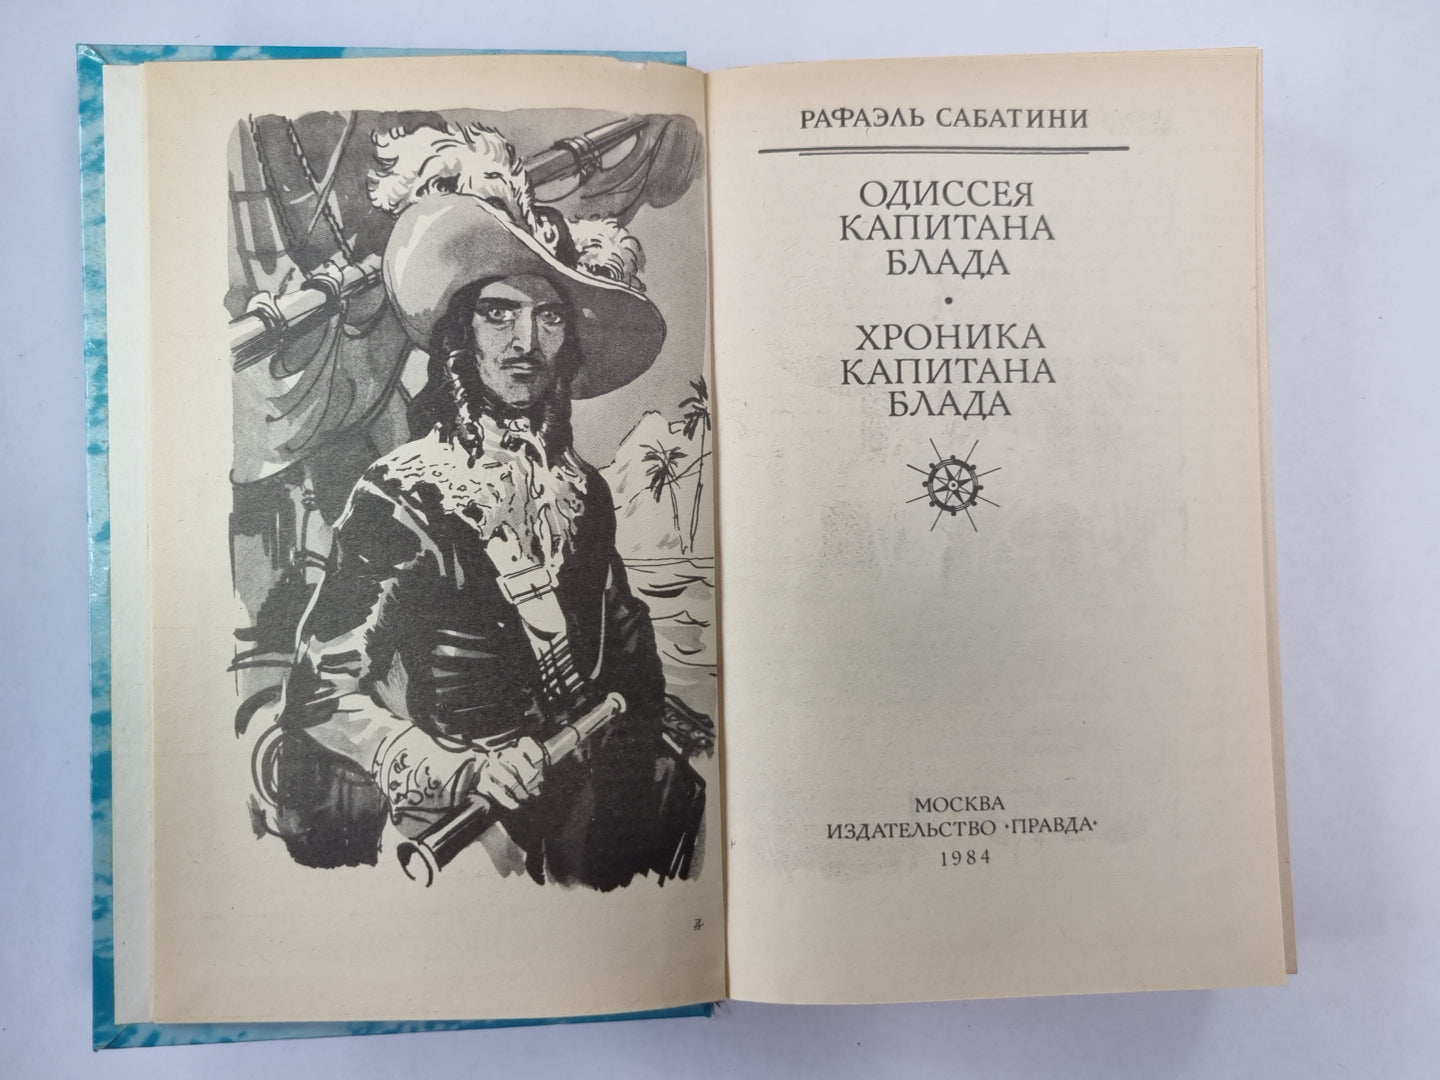 РАФАЭЛЬ САБАТИНИ
ОДИССЕЯ
КАПИТАНА
БЛАДА
•
ХРОНИКА
КАПИТАНА
БЛАДА
МОСКВА
ИЗДАТЕЛЬСТВО «ПРАВДА»
1984